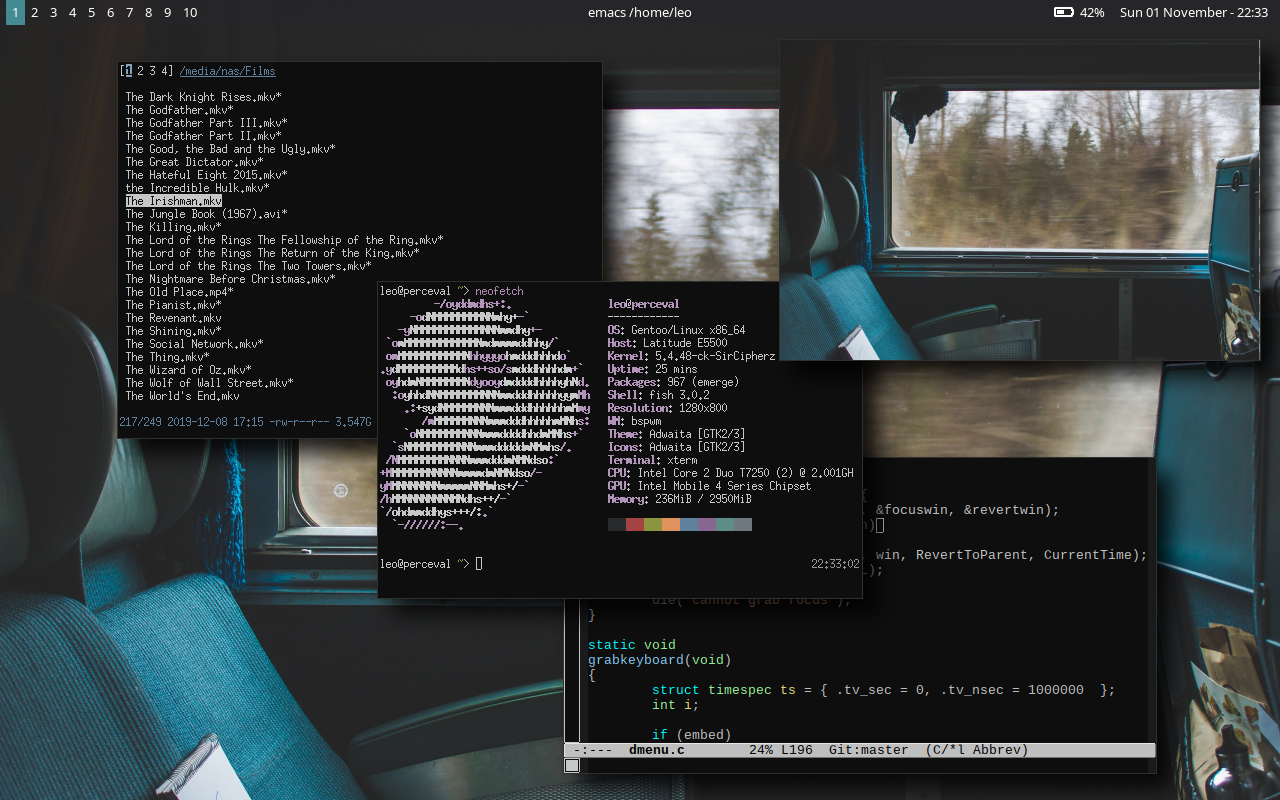 1 2 3 4 5 6 7 8 9 10
emacs /home/leo
42% Sun 01 November - 22:33
[1 2 3 4] /media/nas/Films
The Dark Knight Rises.mkv*
The Godfather.mkv*
The Godfather Part III.mkv*
The Godfather Part II.mkv*
The Good, the Bad and the Ugly.mkv*
The Great Dictator.mkv*
The Hateful Eight 2015.mkv*
the Incredible Hulk.mkv*
The Irishman.mkv
The Jungle Book (1967).avi*
The Killing.mkv*
The Lord of the Rings The Fellowship of the Ring.mkv*
The Lord of the Rings The Return of the King.mkv*
The Lord of the Rings The Two Towers.mkv*
The Nightmare Before Christmas.mkv*
The Old Place.mp4*
The Pianist.mkv*
The Revenant.mkv
The Shining.mkv*
The Social Network.mkv*
The Thing.mkv*
The Wizard of Oz.mkv*
The Wolf of Wall Street.mkv*
The World's End.mkv
217/249 2019-12-08 17:15 -rw-r--r-- 3.547G
leo@perceval ~> neofetch
leo@perceval
------------
OS: Gentoo/Linux x86_64
Host: Latitude E5500
Kernel: 5.4.48-ck-SirCipherz
Uptime: 25 mins
Packages: 967 (emerge)
Shell: fish 3.0.2
Resolution: 1280x800
WM: bspwm
Theme: Adwaita [GTK2/3]
Icons: Adwaita [GTK2/3]
Terminal: xterm
CPU: Intel Core 2 Duo T7250 (2) @ 2.001GH
GPU: Intel Mobile 4 Series Chipset
Memory: 236MiB / 2950MiB
leo@perceval ~>
22:33:02
{
, &focuswin, &revertwin);
)
win, RevertToParent, CurrentTime);
);
die("cannot grab focus");
}
static void
grabkeyboard(void)
{
struct timespec ts = { .tv_sec = 0, .tv_nsec = 1000000 };
int i;
if (embed)
-:--- dmenu.c 24% L196 Git:master (C/*l Abbrev)